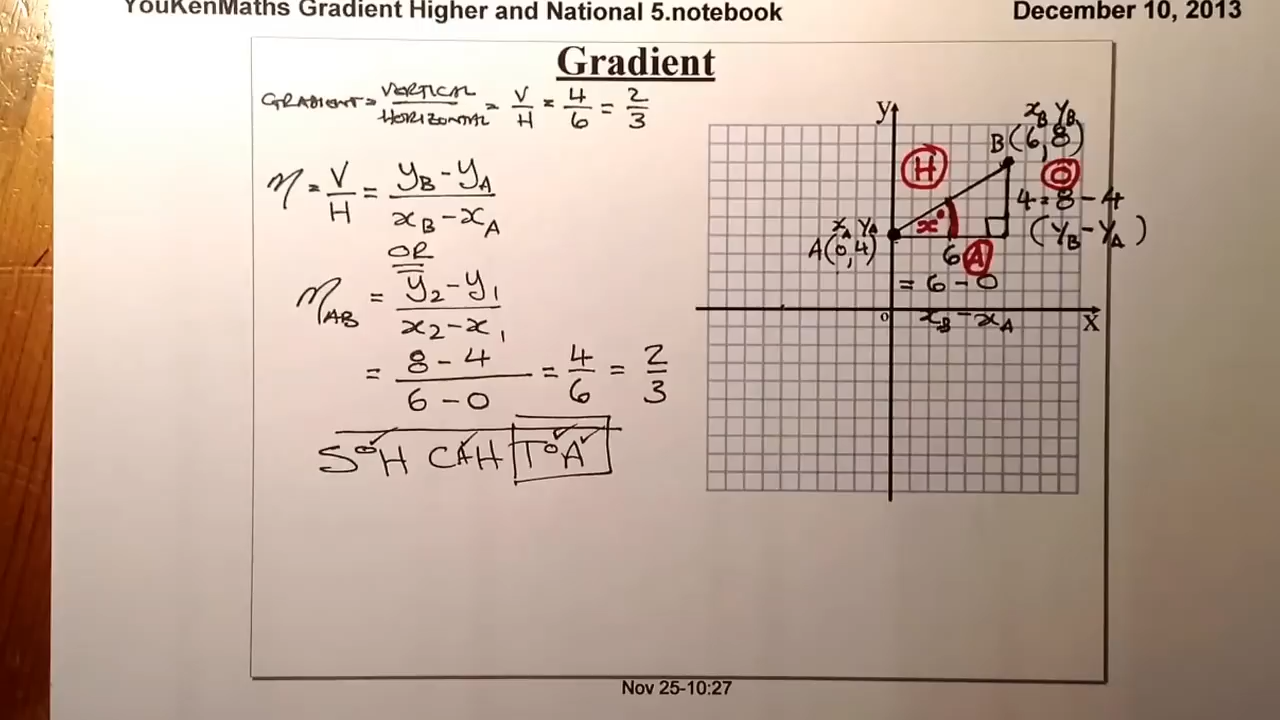 YouKenMaths Gradient Higher and National 5.notebook
December 10, 2013
Gradient
GRADIENT = VERTICAL / HORIZONTAL = V/H = 4/6 = 2/3
m = V/H = (yB - yA) / (xB - xA)
OR
mAB = (y2 - y1) / (x2 - x1)
= (8 - 4) / (6 - 0) = 4/6 = 2/3
SOH CAH TOA
y
xB yB
B(6,8)
H
O
4 = 8 - 4
(yB - yA)
x°
xA yA
A(0,4)
6 A
= 6 - 0
xB - xA
0
x
Nov 25-10:27